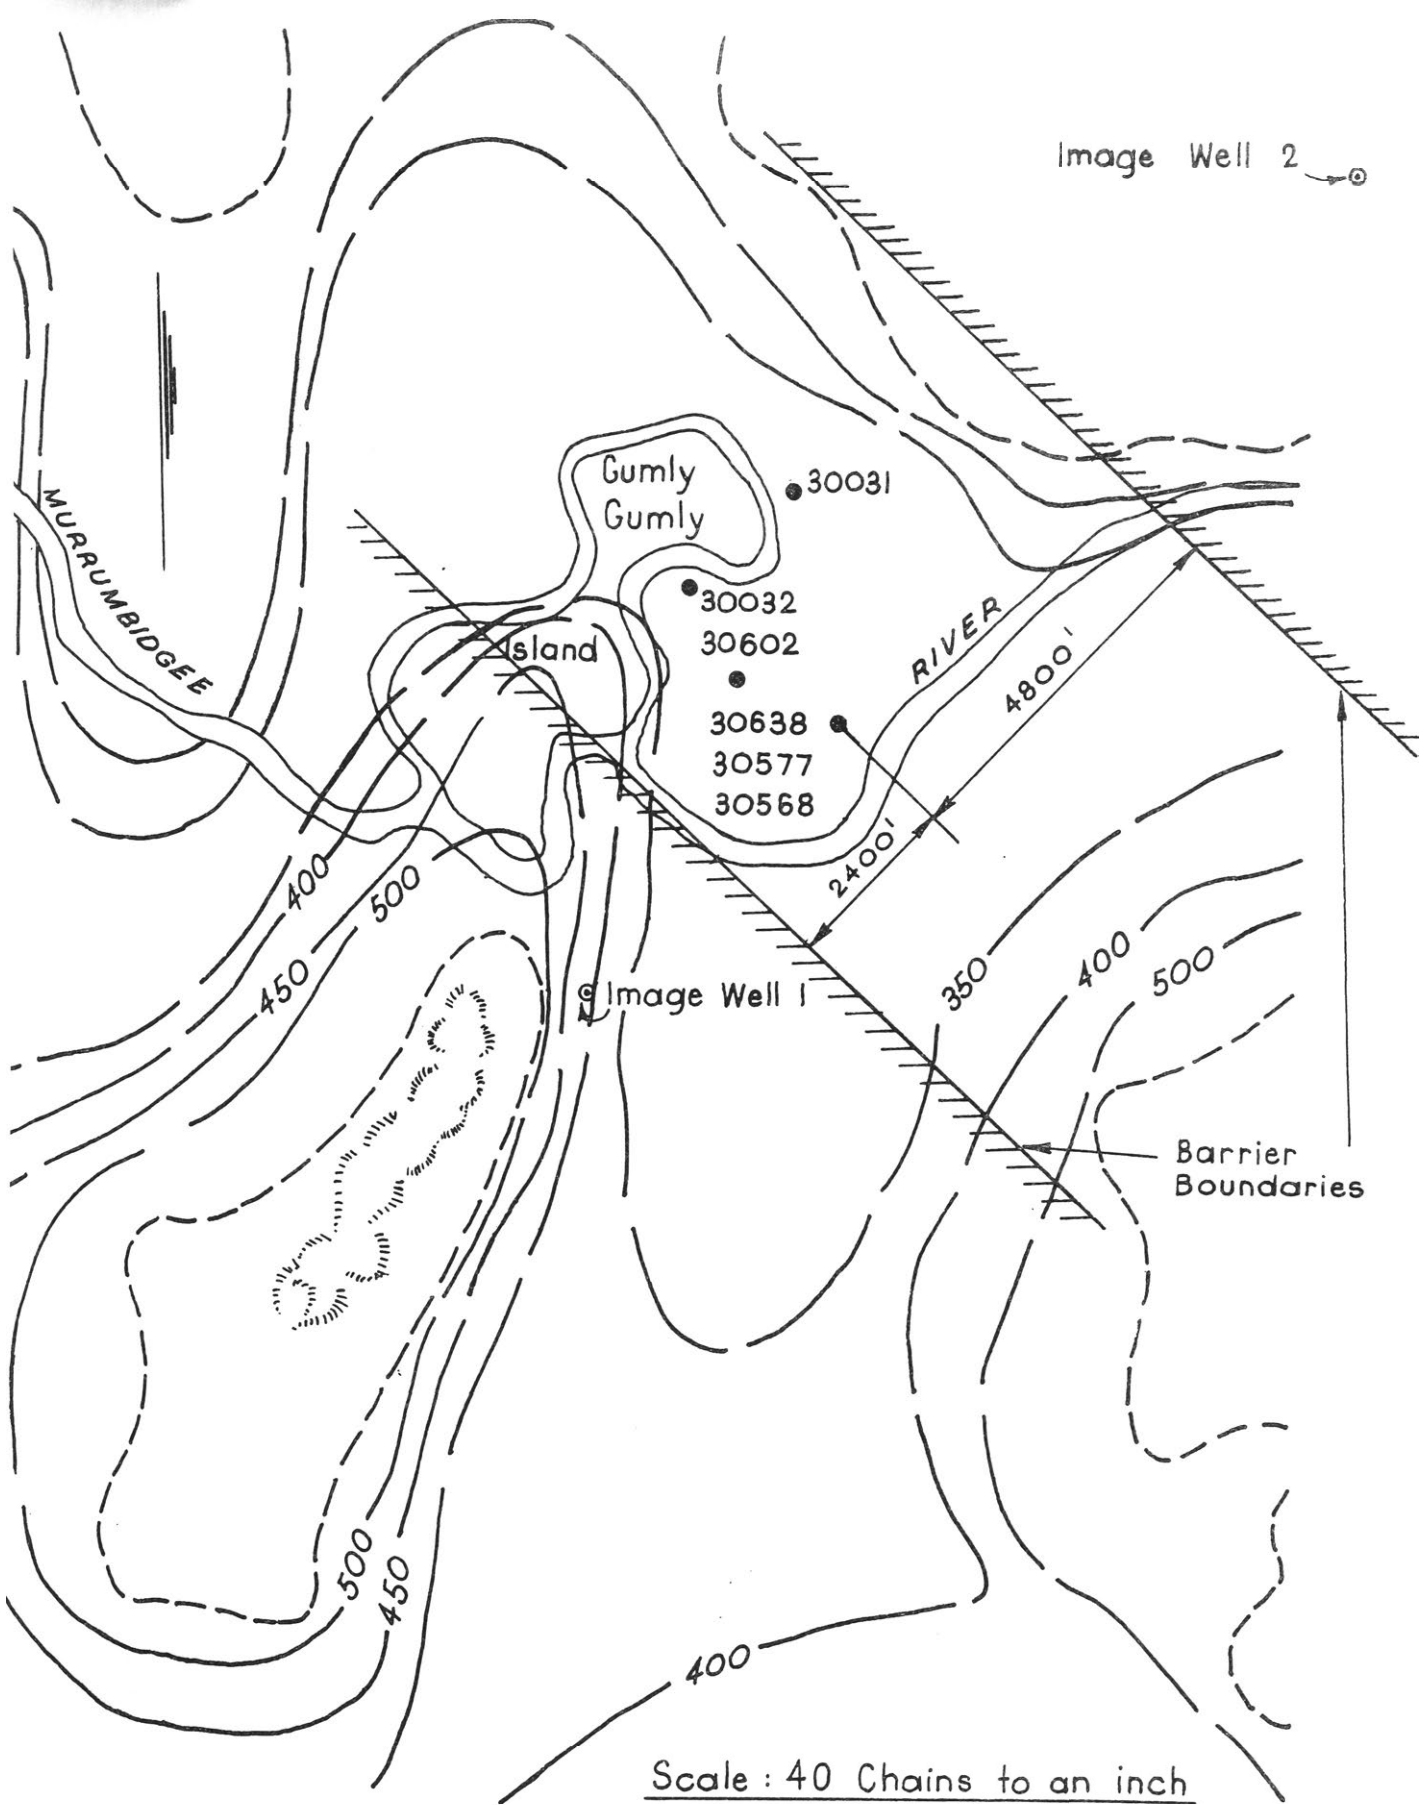 Image Well 2
Gumly
Gumly
30031
MURRUMBIDGEE
30032
30602
Island
RIVER
4800'
30638
30577
30568
2400'
400
500
450
350
400
500
Image Well 1
Barrier
Boundaries
500
450
400
Scale : 40 Chains to an inch